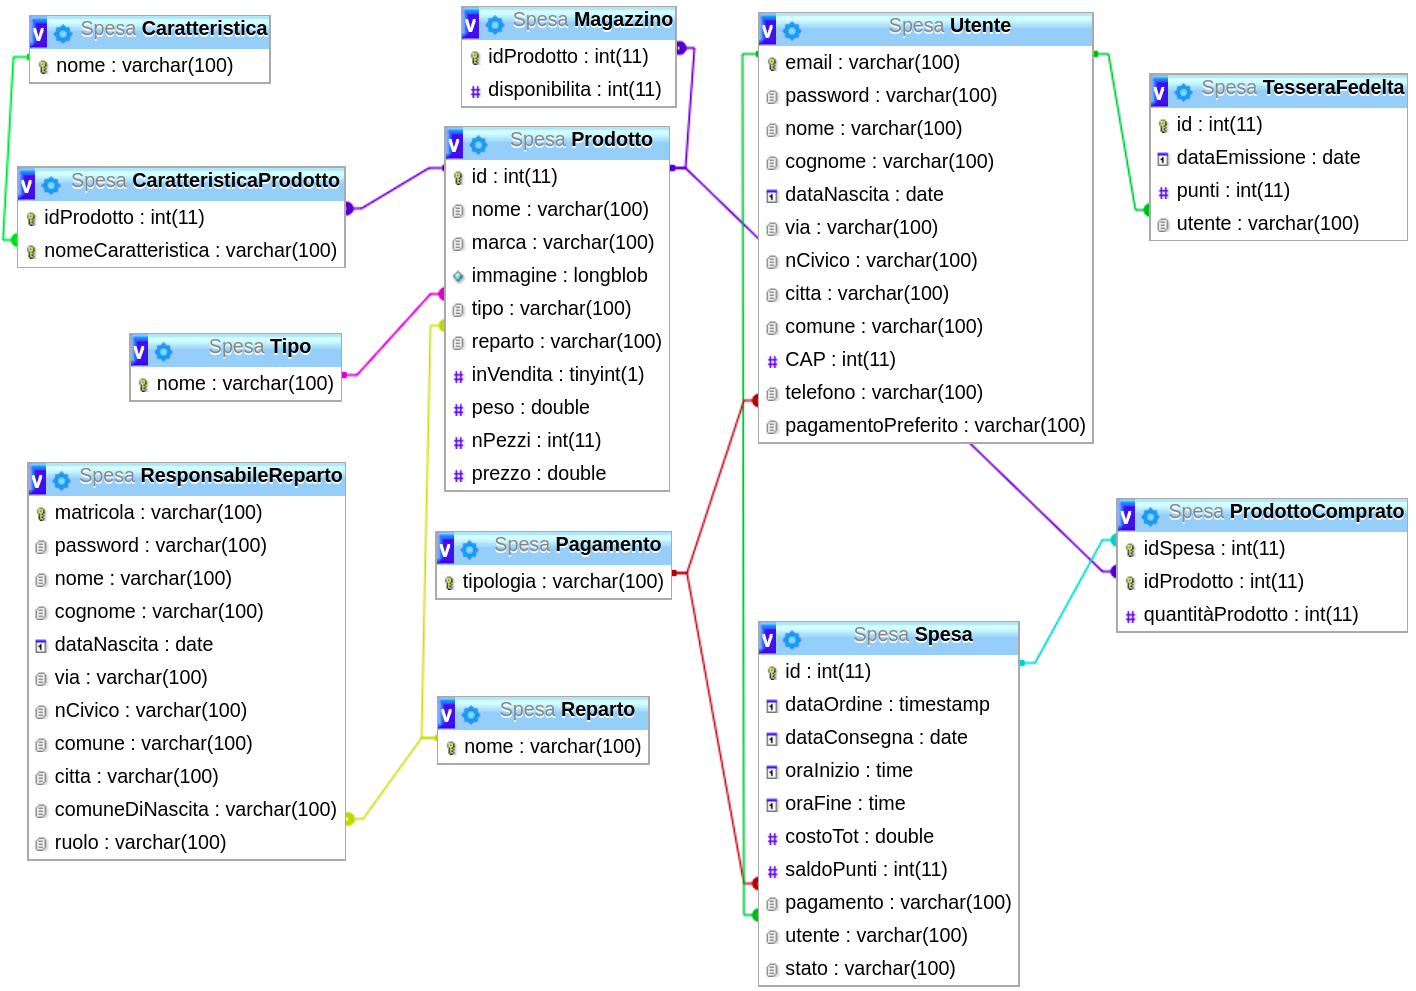 Spesa Caratteristica
nome : varchar(100)
Spesa CaratteristicaProdotto
idProdotto : int(11)
nomeCaratteristica : varchar(100)
Spesa Tipo
nome : varchar(100)
Spesa ResponsabileReparto
matricola : varchar(100)
password : varchar(100)
nome : varchar(100)
cognome : varchar(100)
dataNascita : date
via : varchar(100)
nCivico : varchar(100)
comune : varchar(100)
citta : varchar(100)
comuneDiNascita : varchar(100)
ruolo : varchar(100)
Spesa Magazzino
idProdotto : int(11)
disponibilita : int(11)
Spesa Prodotto
id : int(11)
nome : varchar(100)
marca : varchar(100)
immagine : longblob
tipo : varchar(100)
reparto : varchar(100)
inVendita : tinyint(1)
peso : double
nPezzi : int(11)
prezzo : double
Spesa Pagamento
tipologia : varchar(100)
Spesa Reparto
nome : varchar(100)
Spesa Utente
email : varchar(100)
password : varchar(100)
nome : varchar(100)
cognome : varchar(100)
dataNascita : date
via : varchar(100)
nCivico : varchar(100)
citta : varchar(100)
comune : varchar(100)
CAP : int(11)
telefono : varchar(100)
pagamentoPreferito : varchar(100)
Spesa Spesa
id : int(11)
dataOrdine : timestamp
dataConsegna : date
oraInizio : time
oraFine : time
costoTot : double
saldoPunti : int(11)
pagamento : varchar(100)
utente : varchar(100)
stato : varchar(100)
Spesa TesseraFedelta
id : int(11)
dataEmissione : date
punti : int(11)
utente : varchar(100)
Spesa ProdottoComprato
idSpesa : int(11)
idProdotto : int(11)
quantitàProdotto : int(11)